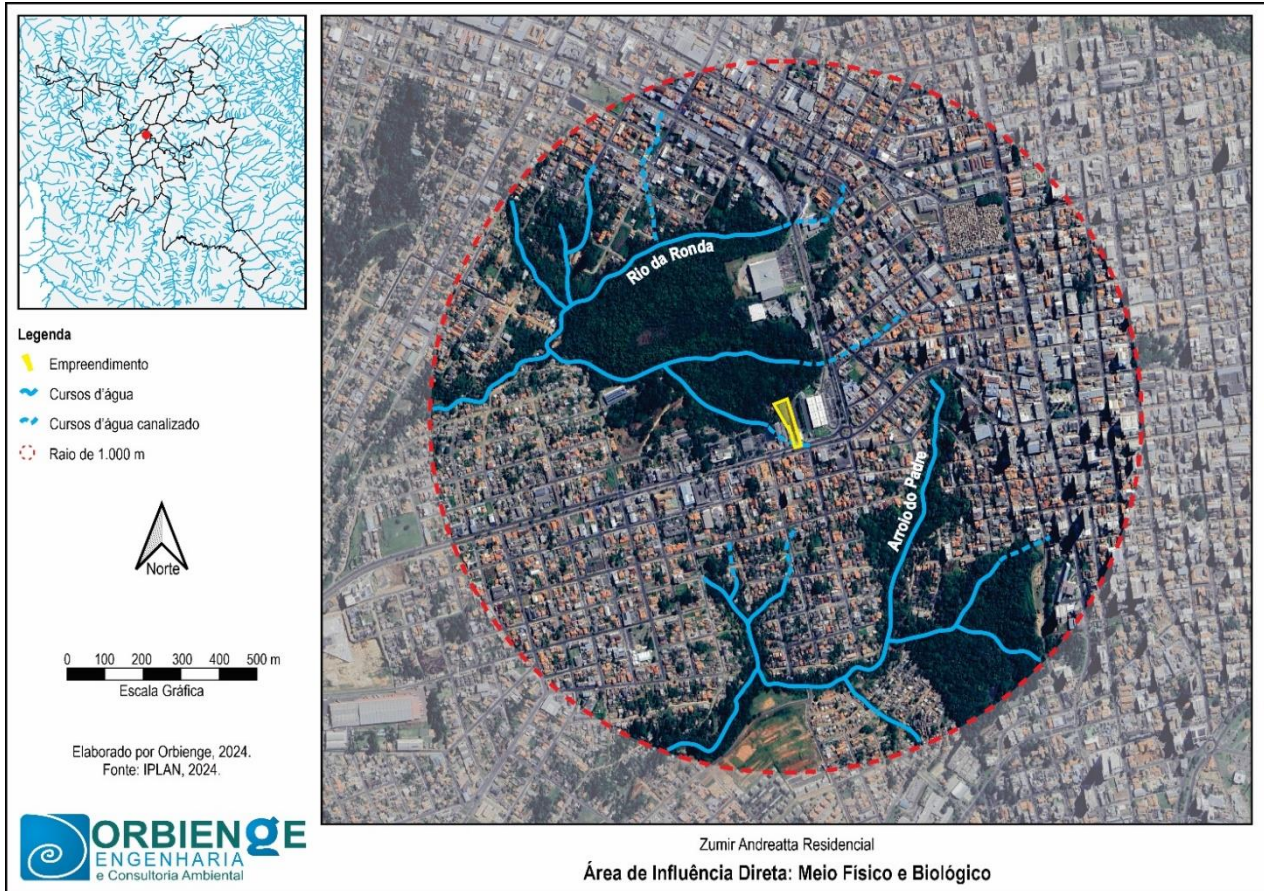 Legenda
Empreendimento
Cursos d'água
Cursos d'água canalizado
Raio de 1.000 m
Norte
0 100 200 300 400 500 m
Escala Gráfica
Elaborado por Orbienge, 2024.
Fonte: IPLAN, 2024.
ORBIENGE
ENGENHARIA
e Consultoria Ambiental
Rio da Ronda
Arroio do Padre
Zumir Andreatta Residencial
Área de Influência Direta: Meio Físico e Biológico